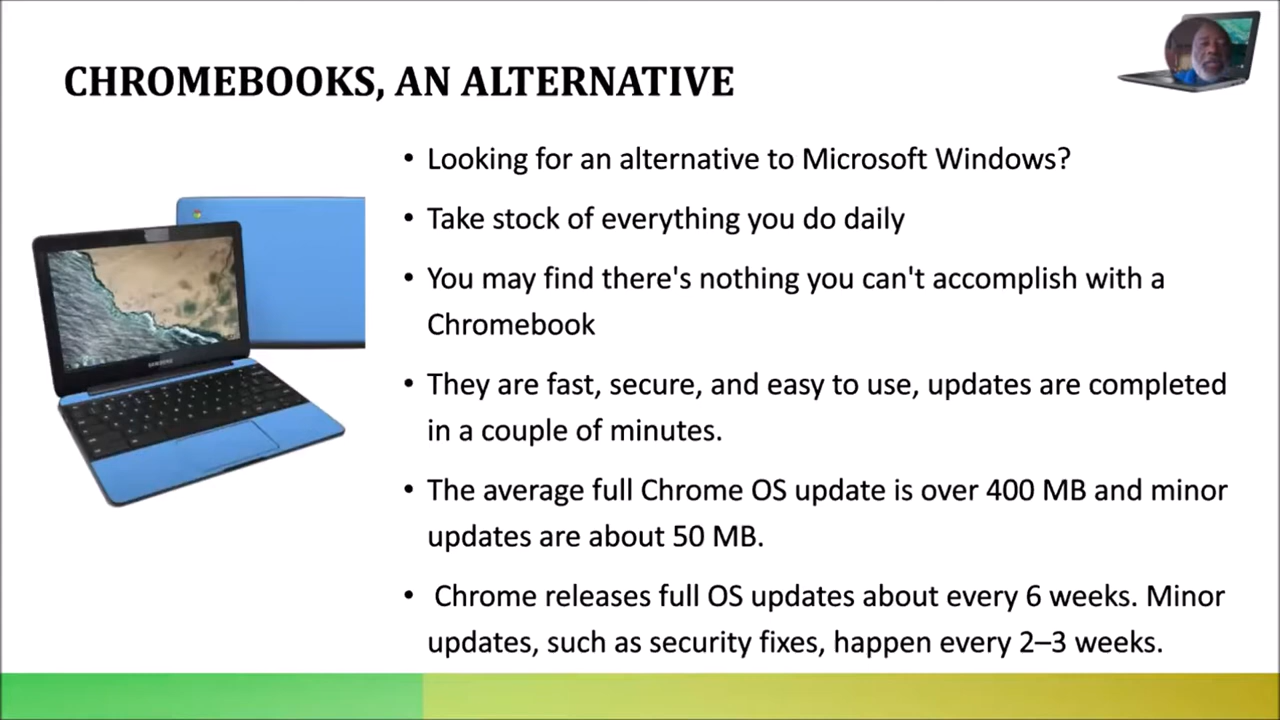 CHROMEBOOKS, AN ALTERNATIVE
• Looking for an alternative to Microsoft Windows?
• Take stock of everything you do daily
• You may find there's nothing you can't accomplish with a
Chromebook
• They are fast, secure, and easy to use, updates are completed
in a couple of minutes.
• The average full Chrome OS update is over 400 MB and minor
updates are about 50 MB.
• Chrome releases full OS updates about every 6 weeks. Minor
updates, such as security fixes, happen every 2–3 weeks.
SAMSUNG